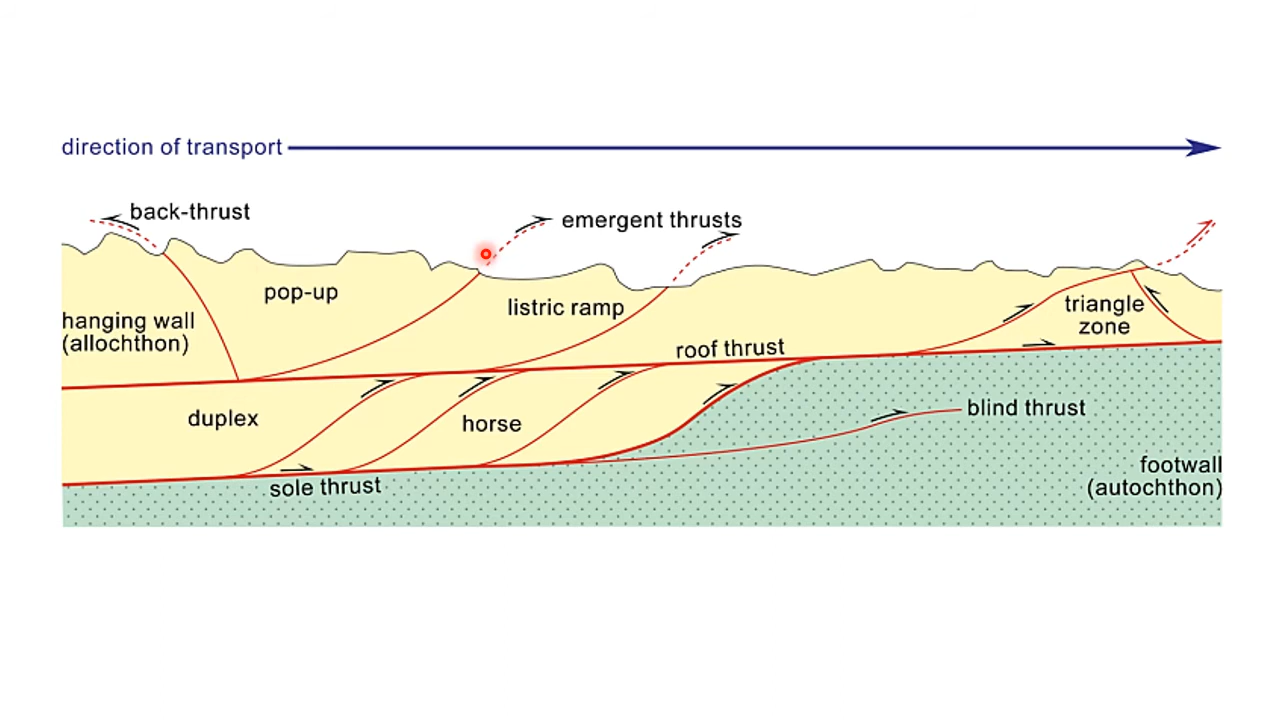 direction of transport
back-thrust
emergent thrusts
pop-up
listric ramp
triangle
zone
hanging wall
(allochthon)
roof thrust
duplex
horse
blind thrust
sole thrust
footwall
(autochthon)